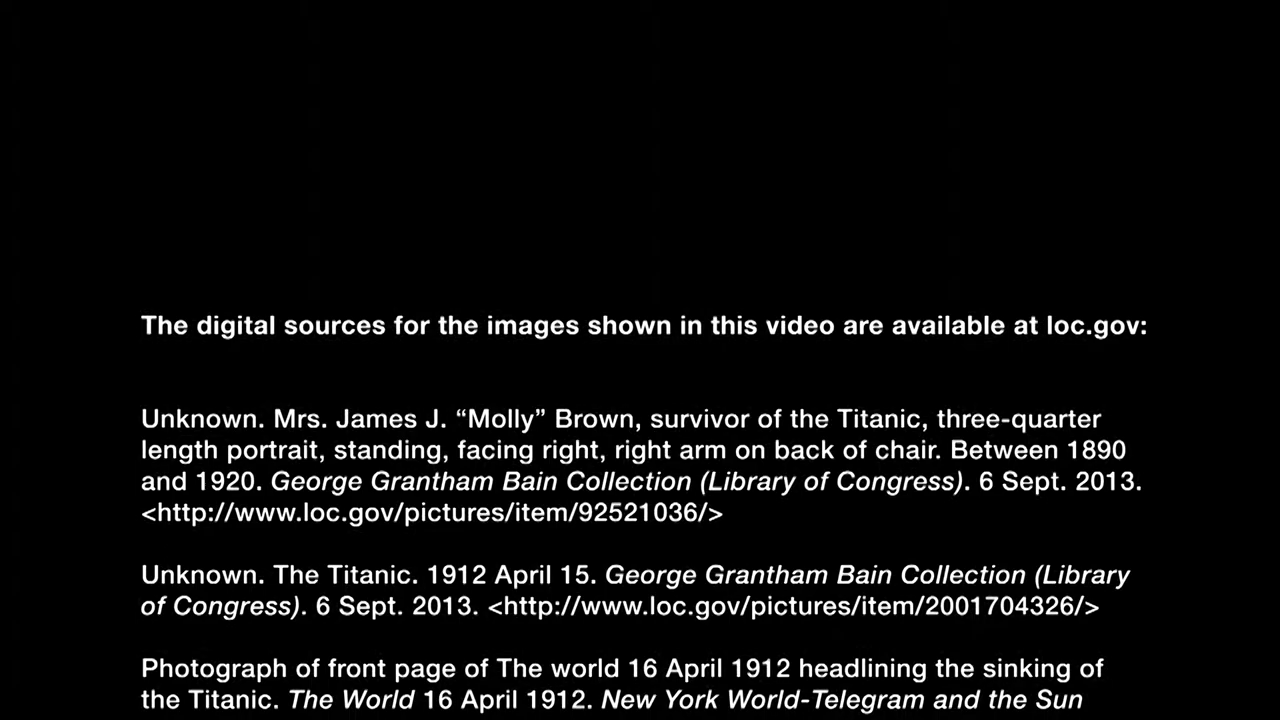 The digital sources for the images shown in this video are available at loc.gov:
Unknown. Mrs. James J. “Molly” Brown, survivor of the Titanic, three-quarter
length portrait, standing, facing right, right arm on back of chair. Between 1890
and 1920. George Grantham Bain Collection (Library of Congress). 6 Sept. 2013.
<http://www.loc.gov/pictures/item/92521036/>
Unknown. The Titanic. 1912 April 15. George Grantham Bain Collection (Library
of Congress). 6 Sept. 2013. <http://www.loc.gov/pictures/item/2001704326/>
Photograph of front page of The world 16 April 1912 headlining the sinking of
the Titanic. The World 16 April 1912. New York World-Telegram and the Sun